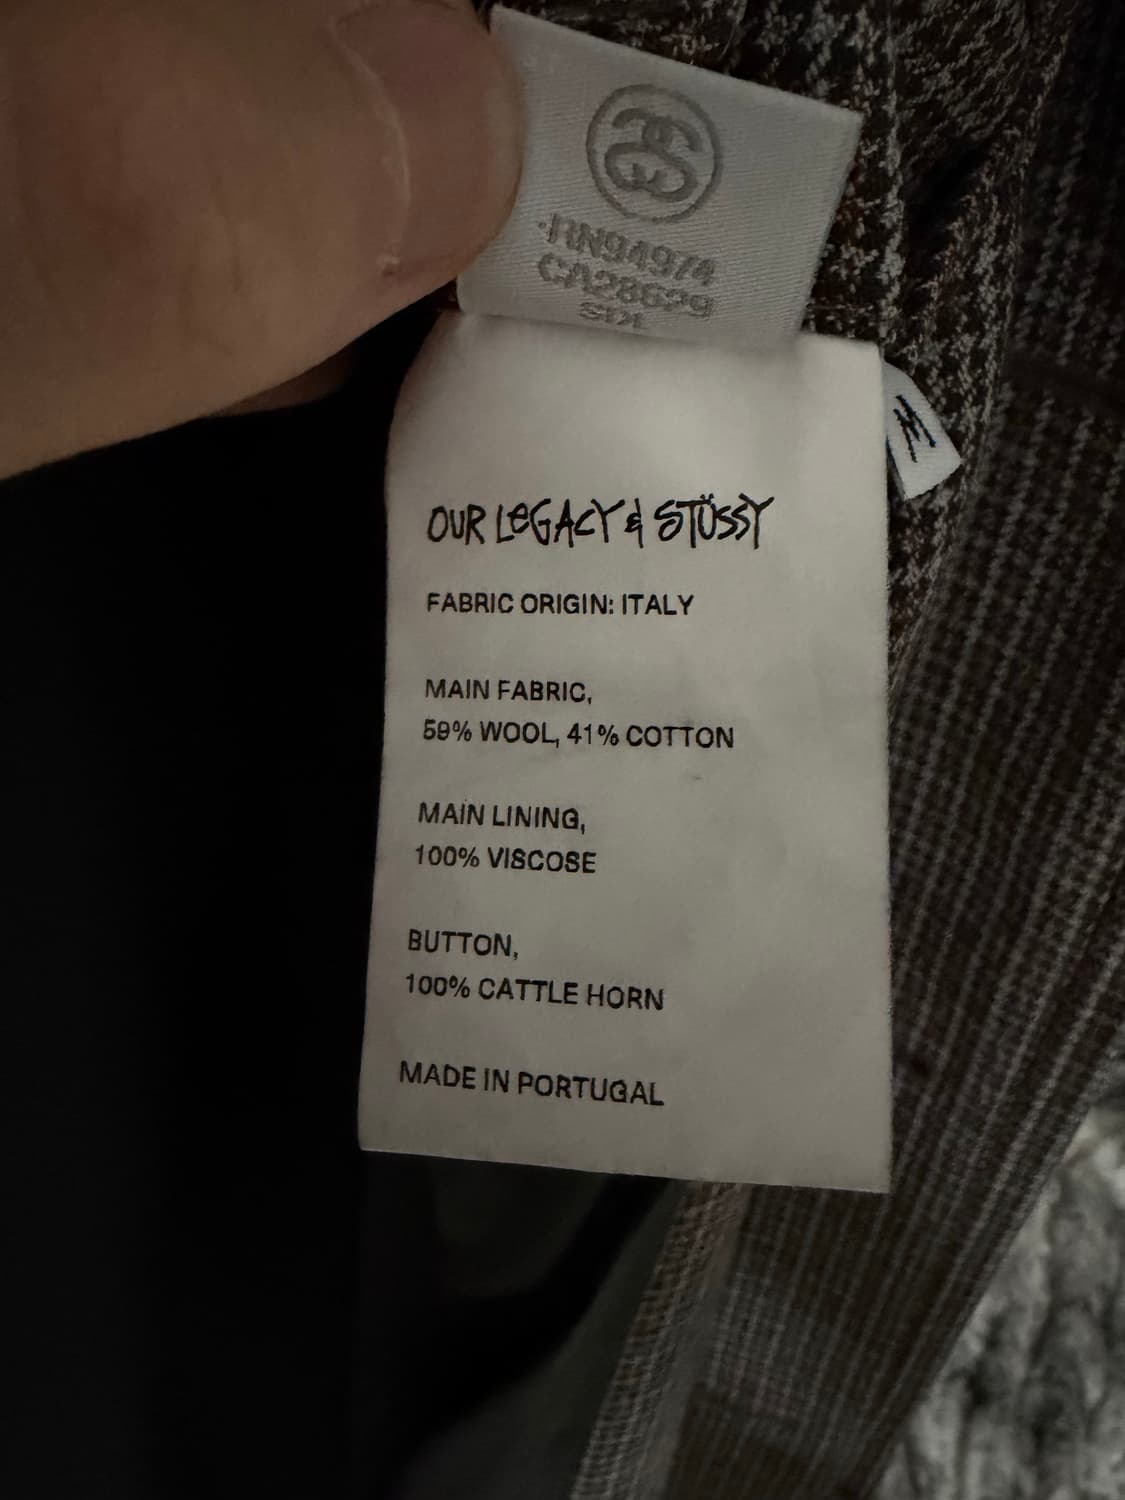 RN94974
CA28629
OUR LEGACY & STÜSSY
FABRIC ORIGIN: ITALY
MAIN FABRIC,
59% WOOL, 41% COTTON
MAIN LINING,
100% VISCOSE
BUTTON,
100% CATTLE HORN
MADE IN PORTUGAL
M